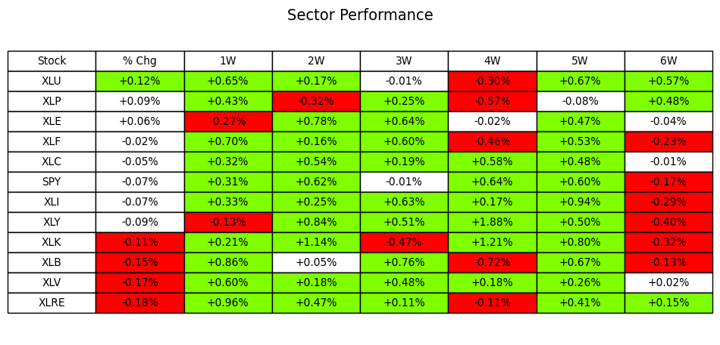 Sector Performance
Stock % Chg 1W 2W 3W 4W 5W 6W
XLU +0.12% +0.65% +0.17% -0.01% -0.30% +0.67% +0.57%
XLP +0.09% +0.43% -0.32% +0.25% -0.57% -0.08% +0.48%
XLE +0.06% -0.27% +0.78% +0.64% -0.02% +0.47% -0.04%
XLF -0.02% +0.70% +0.16% +0.60% -0.46% +0.53% -0.23%
XLC -0.05% +0.32% +0.54% +0.19% +0.58% +0.48% -0.01%
SPY -0.07% +0.31% +0.62% -0.01% +0.64% +0.60% -0.17%
XLI -0.07% +0.33% +0.25% +0.63% +0.17% +0.94% -0.29%
XLY -0.09% -0.13% +0.84% +0.51% +1.88% +0.50% -0.40%
XLK -0.11% +0.21% +1.14% -0.47% +1.21% +0.80% -0.32%
XLB -0.15% +0.86% +0.05% +0.76% -0.72% +0.67% -0.13%
XLV -0.17% +0.60% +0.18% +0.48% +0.18% +0.26% +0.02%
XLRE -0.18% +0.96% +0.47% +0.11% -0.11% +0.41% +0.15%